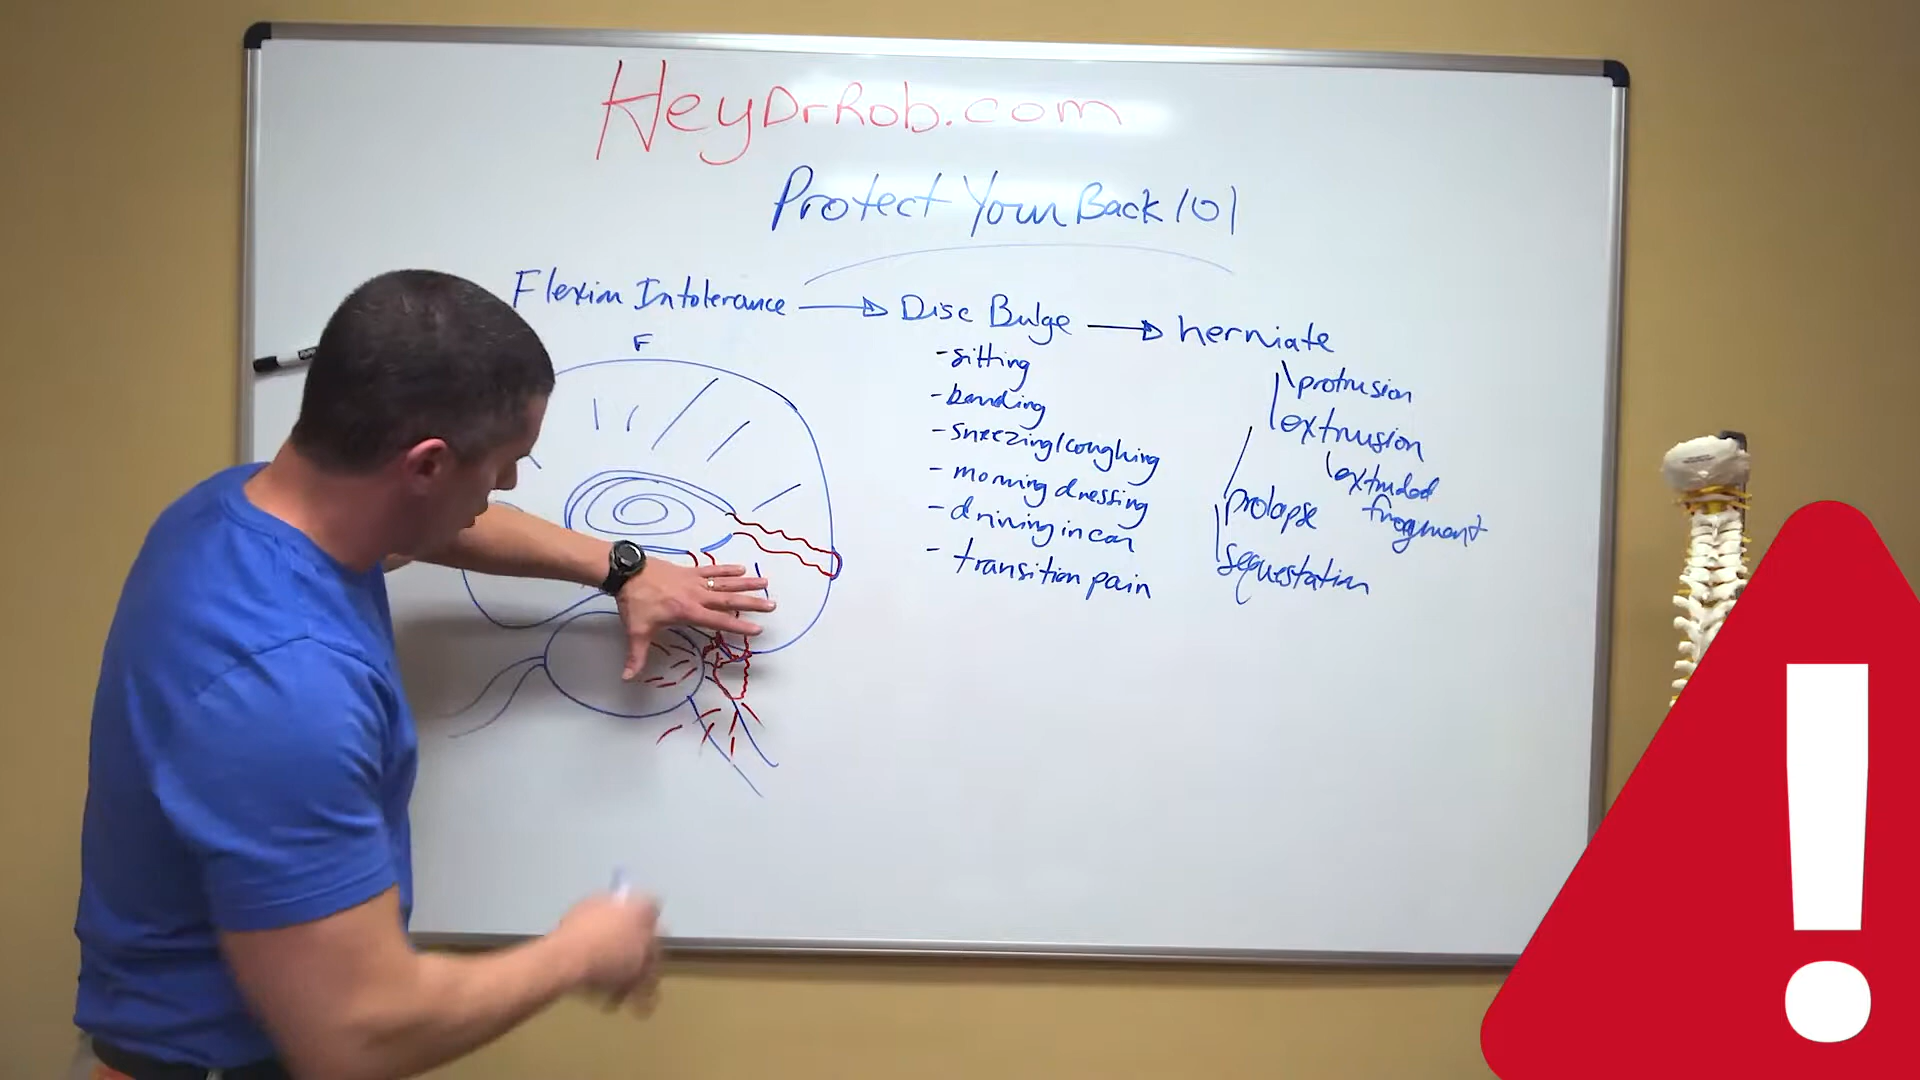 HeyDrRob.com
Protect Your Back 101
Flexion Intolerance → Disc Bulge → herniate
F
- sitting
- bending
- sneezing/coughing
- morning dressing
- driving in car
- transition pain
protrusion
extrusion
extruded
fragment
prolapse
sequestration
!